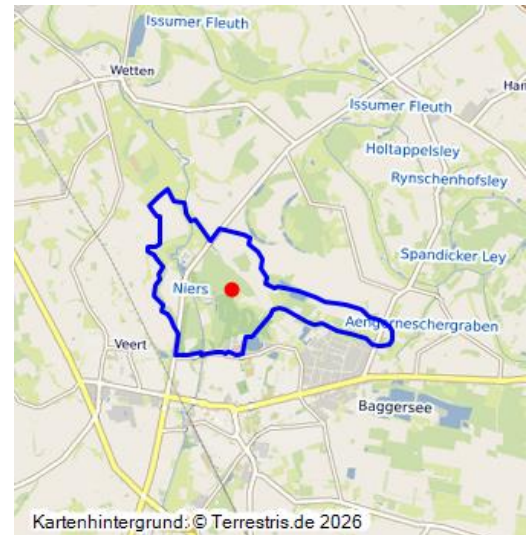 Issumer Fleuth
Wetten
Issumer Fleuth
Holtappelsley
Rynschenhofsley
Spandicker Ley
Niers
Aengerneschergraben
Veert
Baggersee
Kartenhintergrund: © Terrestris.de 2026